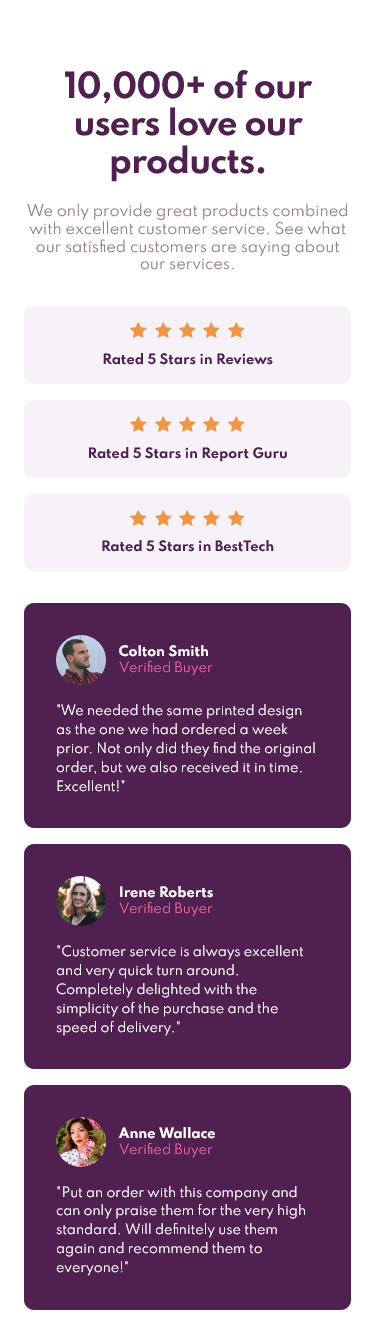 10,000+ of our
users love our
products.
We only provide great products combined
with excellent customer service. See what
our satisfied customers are saying about
our services.
Rated 5 Stars in Reviews
Rated 5 Stars in Report Guru
Rated 5 Stars in BestTech
Colton Smith
Verified Buyer
"We needed the same printed design
as the one we had ordered a week
prior. Not only did they find the original
order, but we also received it in time.
Excellent!"
Irene Roberts
Verified Buyer
"Customer service is always excellent
and very quick turn around.
Completely delighted with the
simplicity of the purchase and the
speed of delivery."
Anne Wallace
Verified Buyer
"Put an order with this company and
can only praise them for the very high
standard. Will definitely use them
again and recommend them to
everyone!"